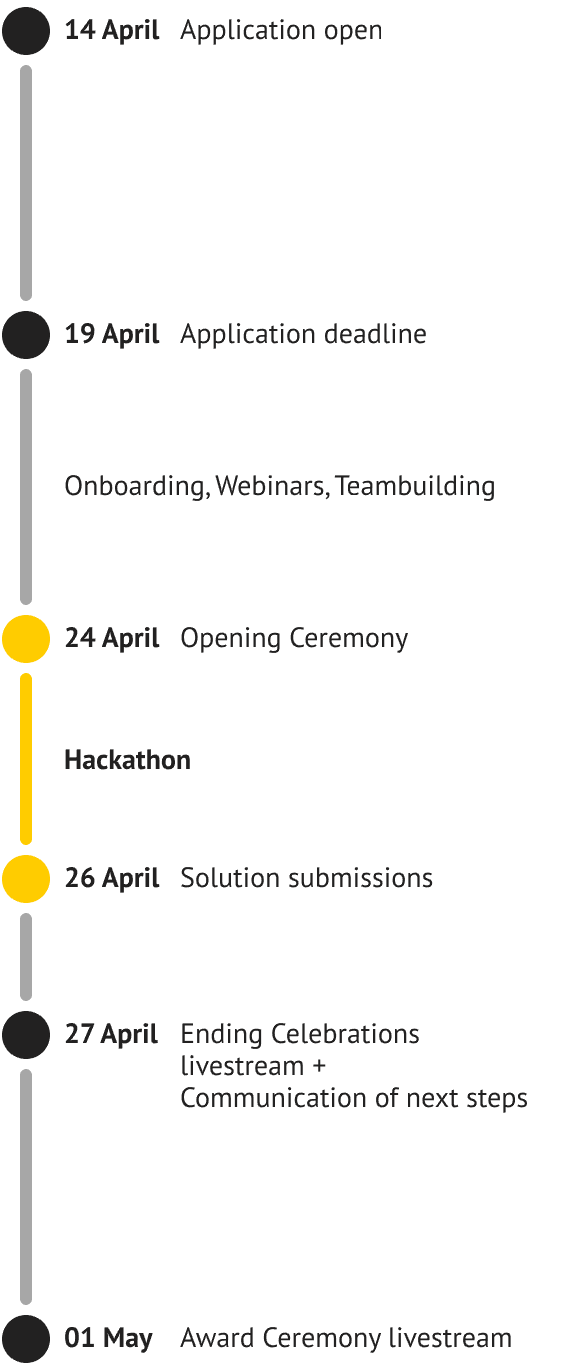 14 April Application open
19 April Application deadline
Onboarding, Webinars, Teambuilding
24 April Opening Ceremony
Hackathon
26 April Solution submissions
27 April Ending Celebrations
livestream +
Communication of next steps
01 May Award Ceremony livestream